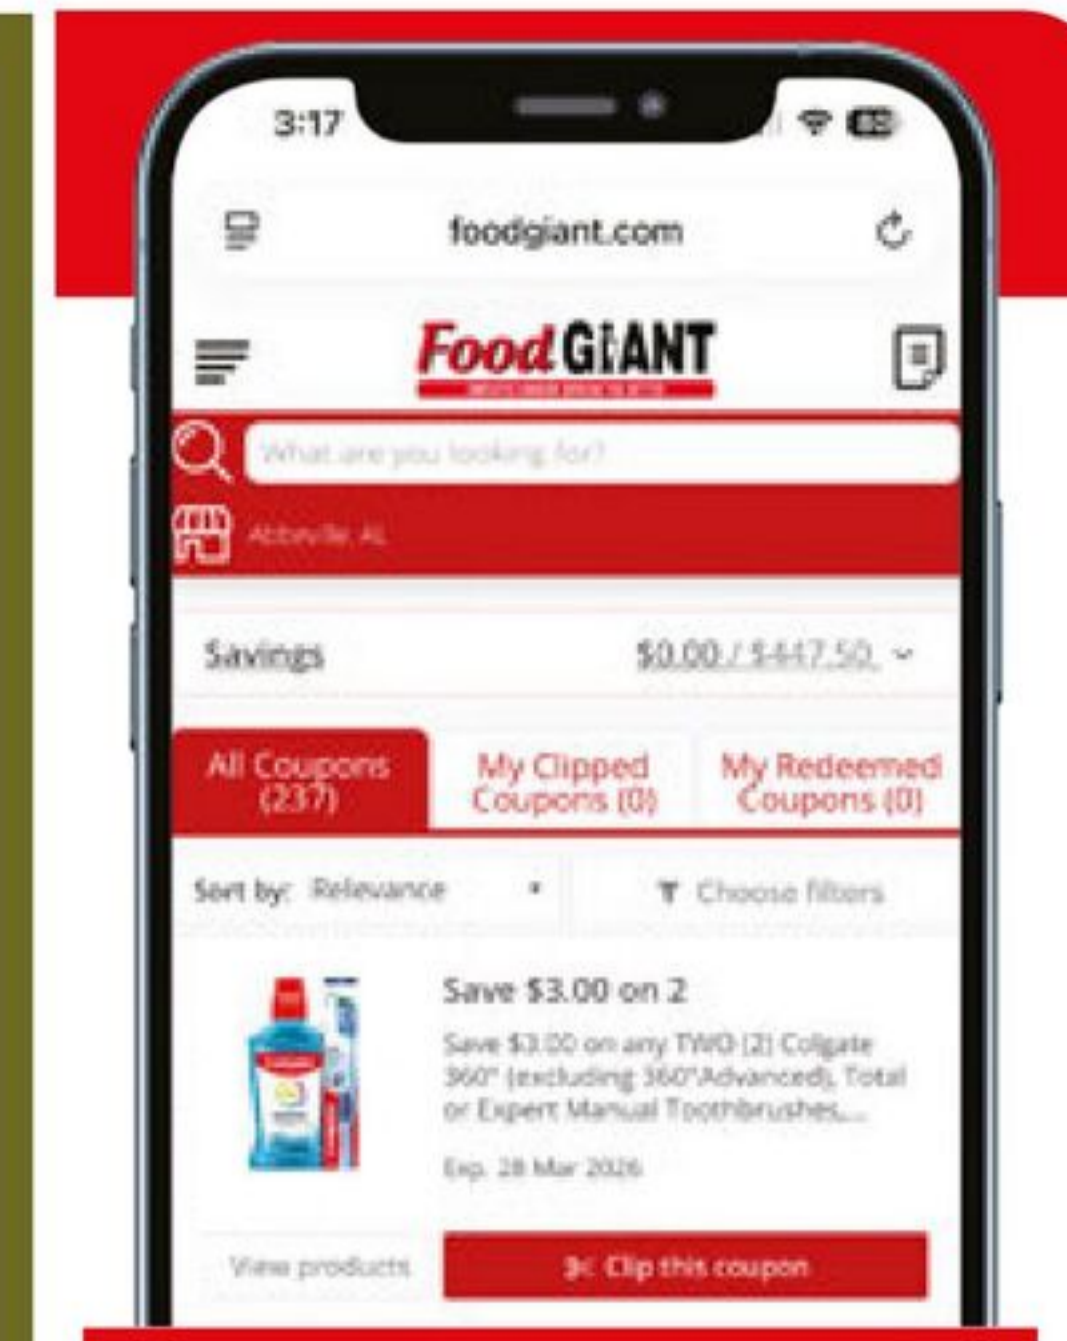 3:17
foodgiant.com
Food GIANT
What are you looking for?
Abbeville, AL
Savings
$0.00 / $447.50
All Coupons
(237)
My Clipped
Coupons (0)
My Redeemed
Coupons (0)
Sort by: Relevance
Choose filters
Save $3.00 on 2
Save $3.00 on any TWO (2) Colgate
360° (excluding 360°Advanced), Total
or Expert Manual Toothbrushes,...
Exp. 28 Mar 2026
View products
Clip this coupon